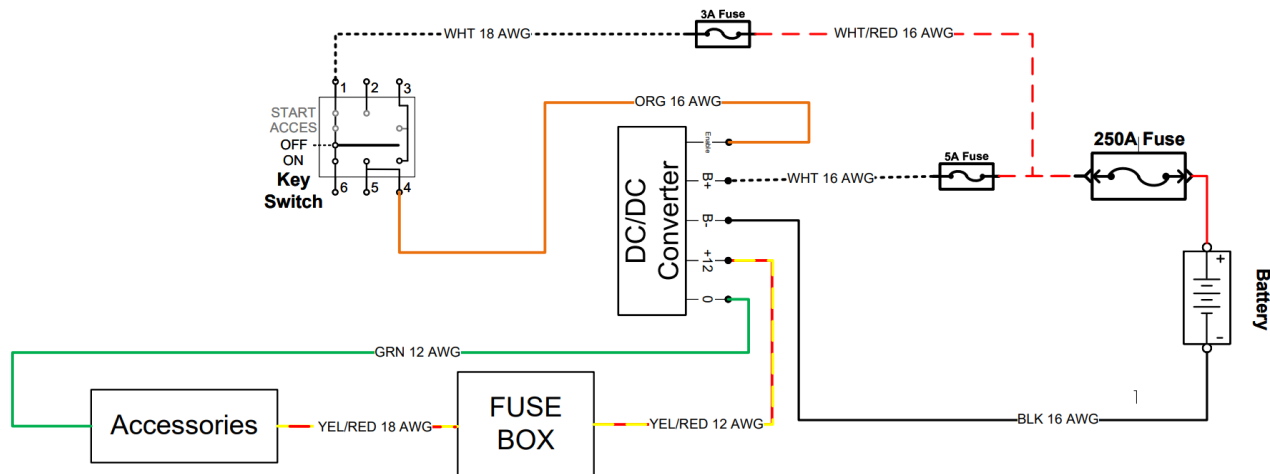 3A Fuse
WHT 18 AWG
WHT/RED 16 AWG
1 2 3
START
ACCES
OFF
ON
6 5 4
Key
Switch
ORG 16 AWG
DC/DC
Converter
Enable
B+
B-
+12
0
5A Fuse
WHT 16 AWG
250A Fuse
+
-
Battery
GRN 12 AWG
BLK 16 AWG
Accessories
YEL/RED 18 AWG
FUSE
BOX
YEL/RED 12 AWG